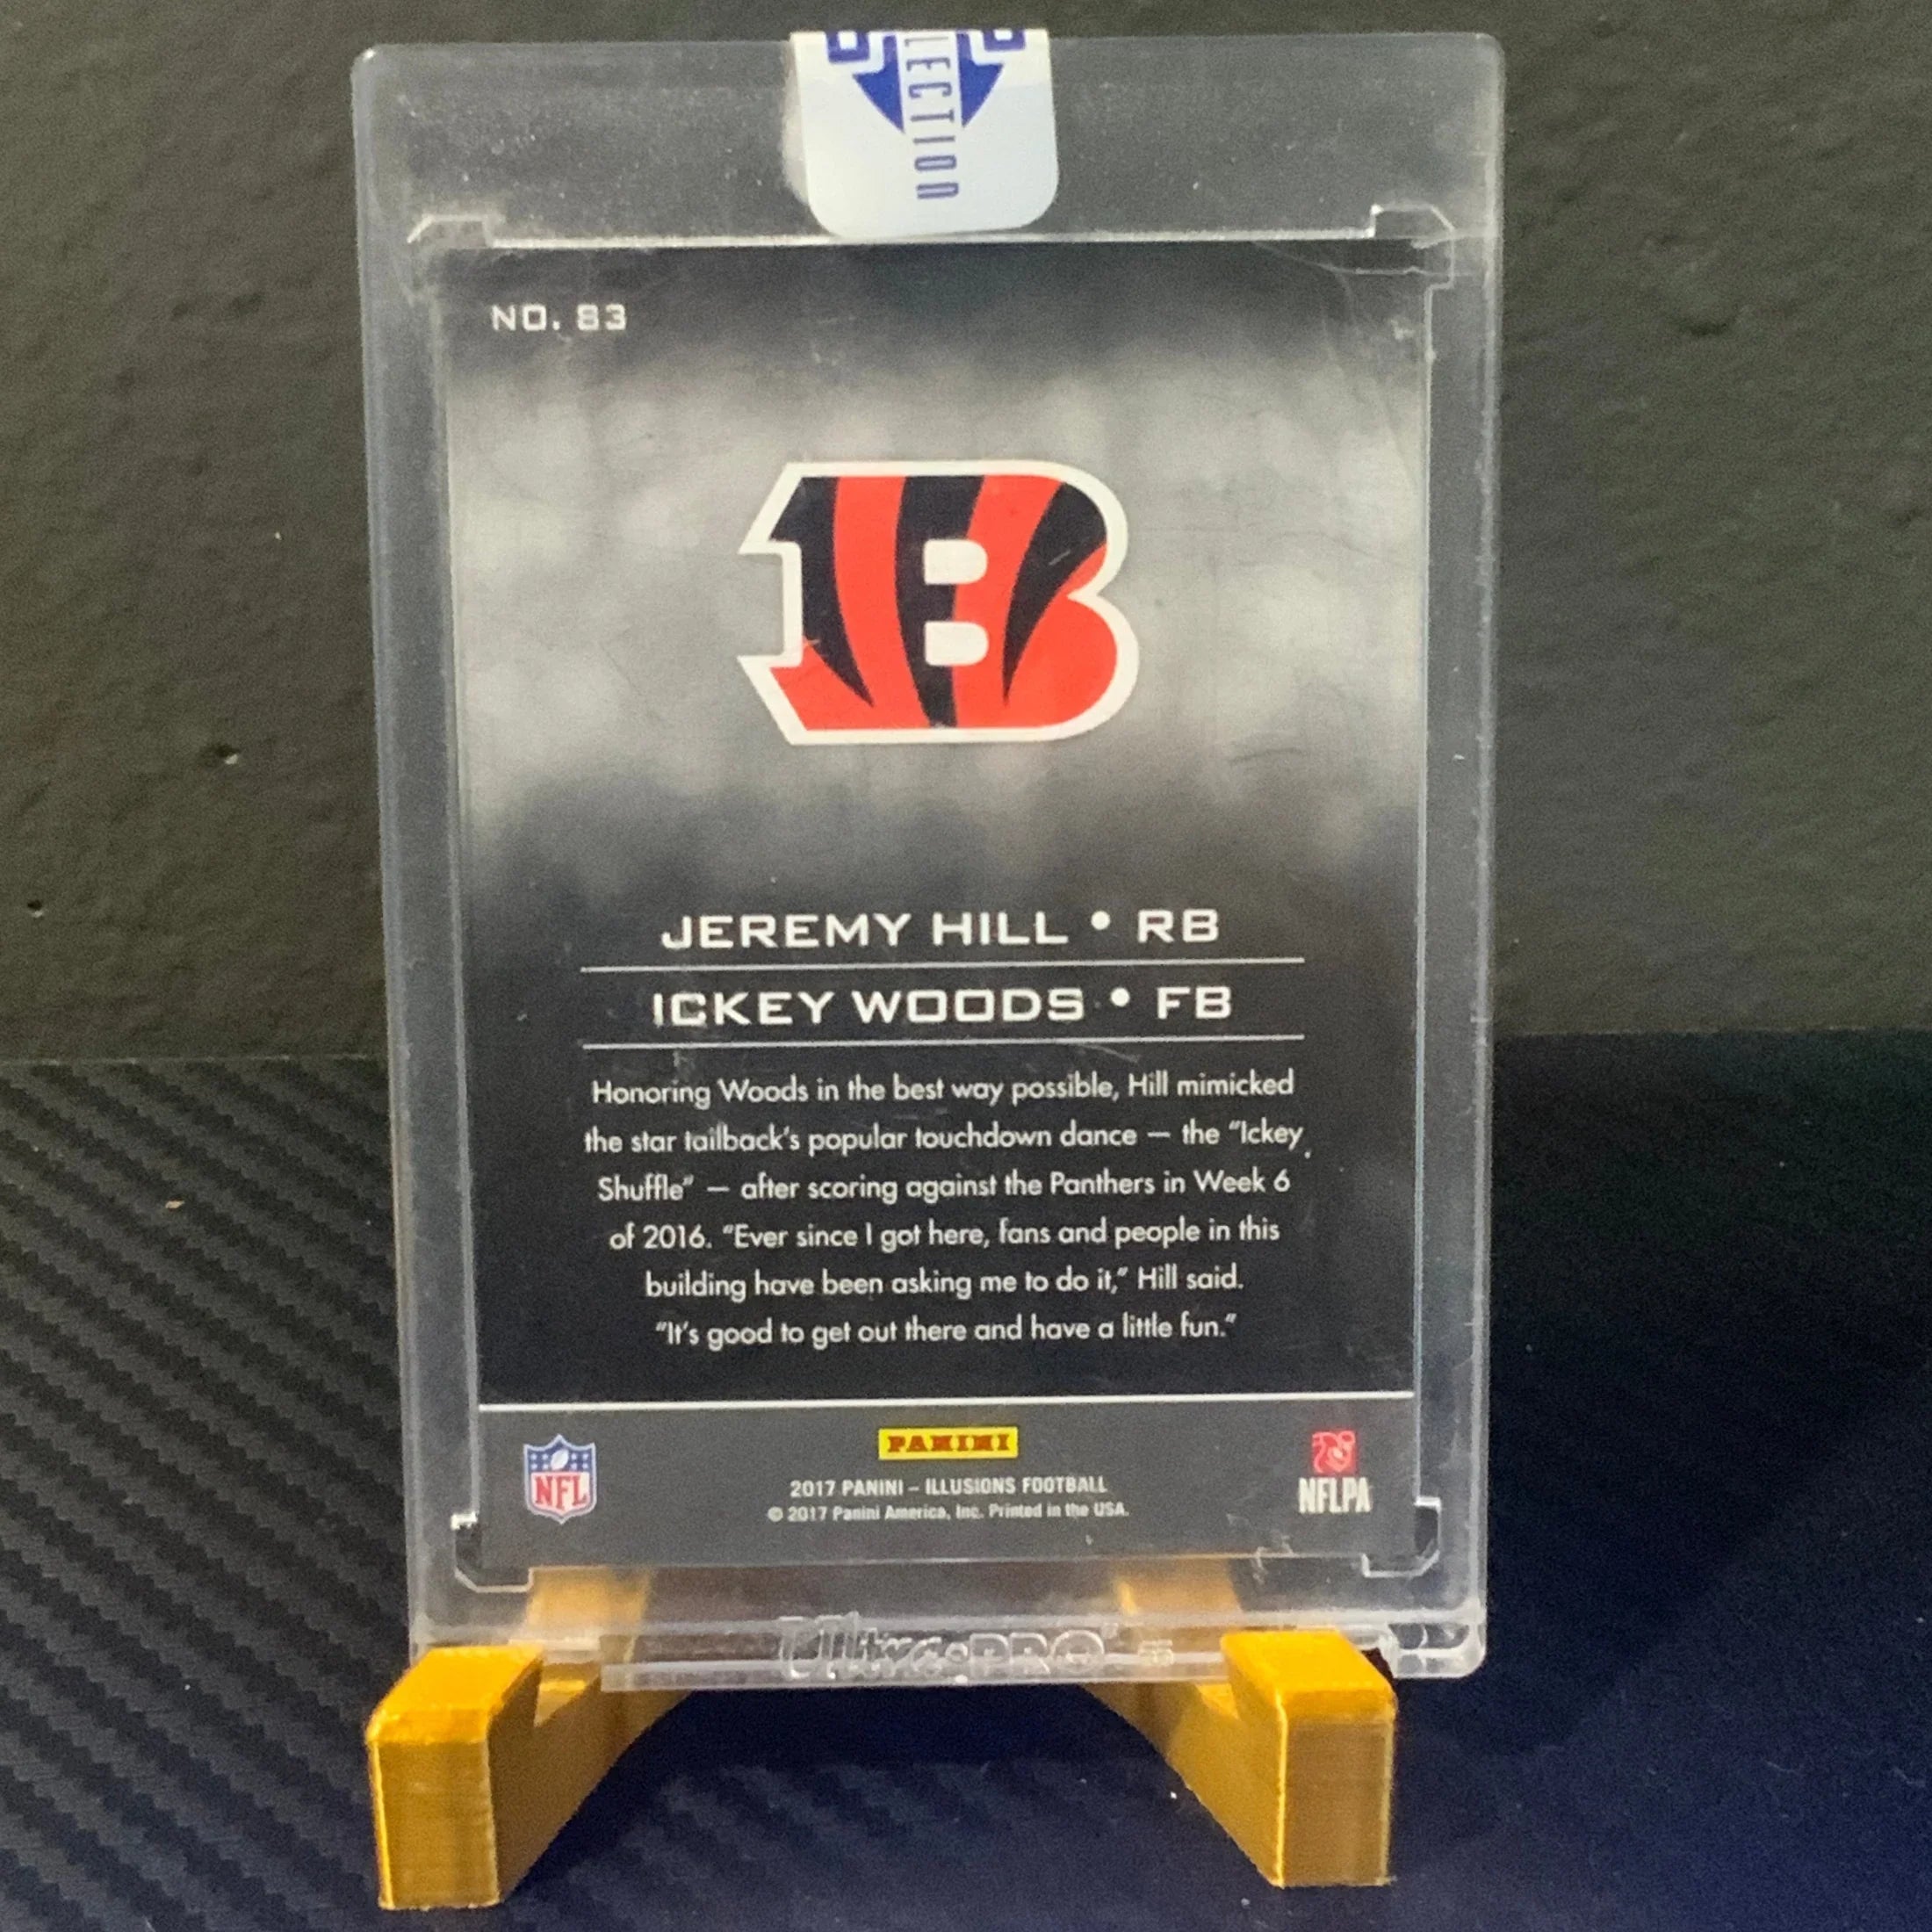 LECTION
NO. 83
JEREMY HILL • RB
ICKEY WOODS • FB
Honoring Woods in the best way possible, Hill mimicked
the star tailback's popular touchdown dance — the "Ickey
Shuffle" — after scoring against the Panthers in Week 6
of 2016. "Ever since I got here, fans and people in this
building have been asking me to do it," Hill said.
"It's good to get out there and have a little fun."
NFL
PANINI
2017 PANINI – ILLUSIONS FOOTBALL
© 2017 Panini America, Inc. Printed in the USA.
NFLPA
Ultra PRO